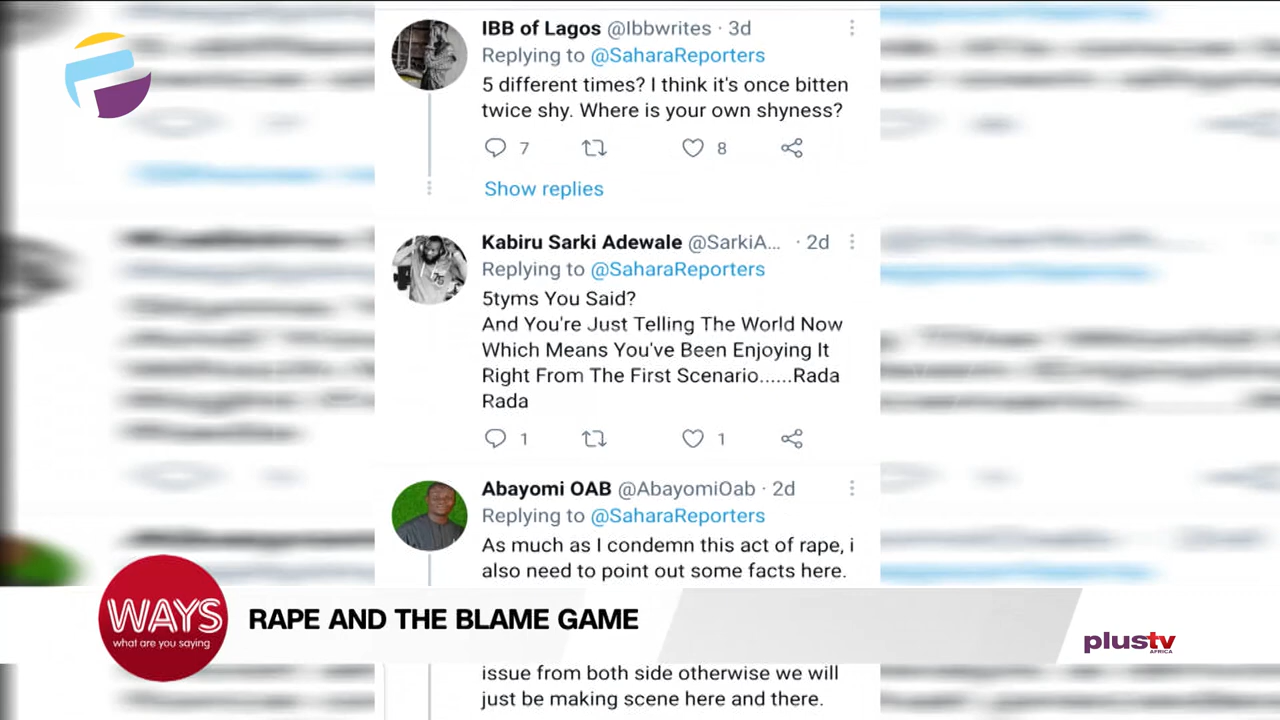 IBB of Lagos @Ibbwrites · 3d
Replying to @SaharaReporters
5 different times? I think it's once bitten
twice shy. Where is your own shyness?
7 8
Show replies
Kabiru Sarki Adewale @SarkiA... · 2d
Replying to @SaharaReporters
5tyms You Said?
And You're Just Telling The World Now
Which Means You've Been Enjoying It
Right From The First Scenario......Rada
Rada
1 1
Abayomi OAB @AbayomiOab · 2d
Replying to @SaharaReporters
As much as I condemn this act of rape, i
also need to point out some facts here.
WAYS
what are you saying
RAPE AND THE BLAME GAME
plustv
AFRICA
issue from both side otherwise we will
just be making scene here and there.